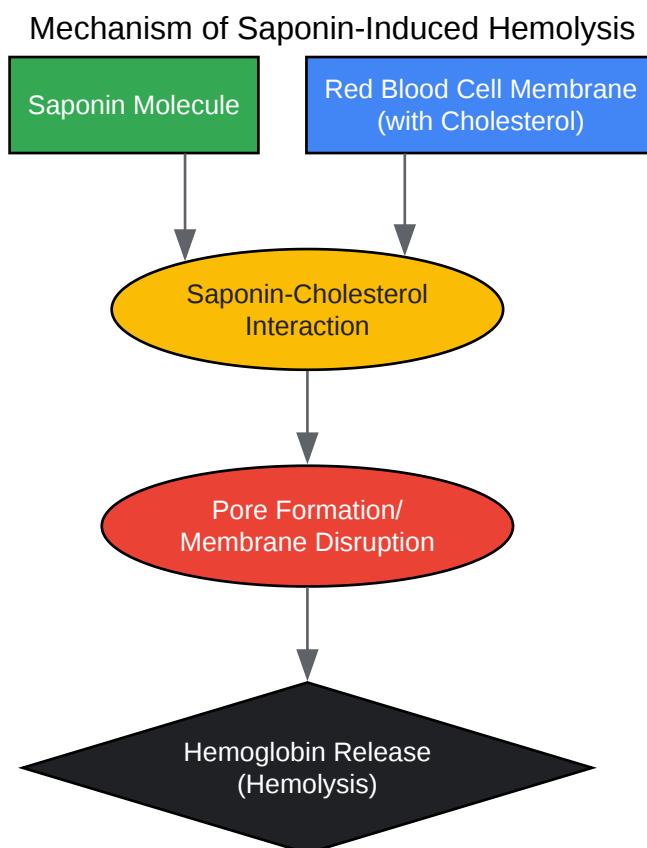 Mechanism of Saponin-Induced Hemolysis
Saponin Molecule
Red Blood Cell Membrane
(with Cholesterol)
Saponin-Cholesterol
Interaction
Pore Formation/
Membrane Disruption
Hemoglobin Release
(Hemolysis)